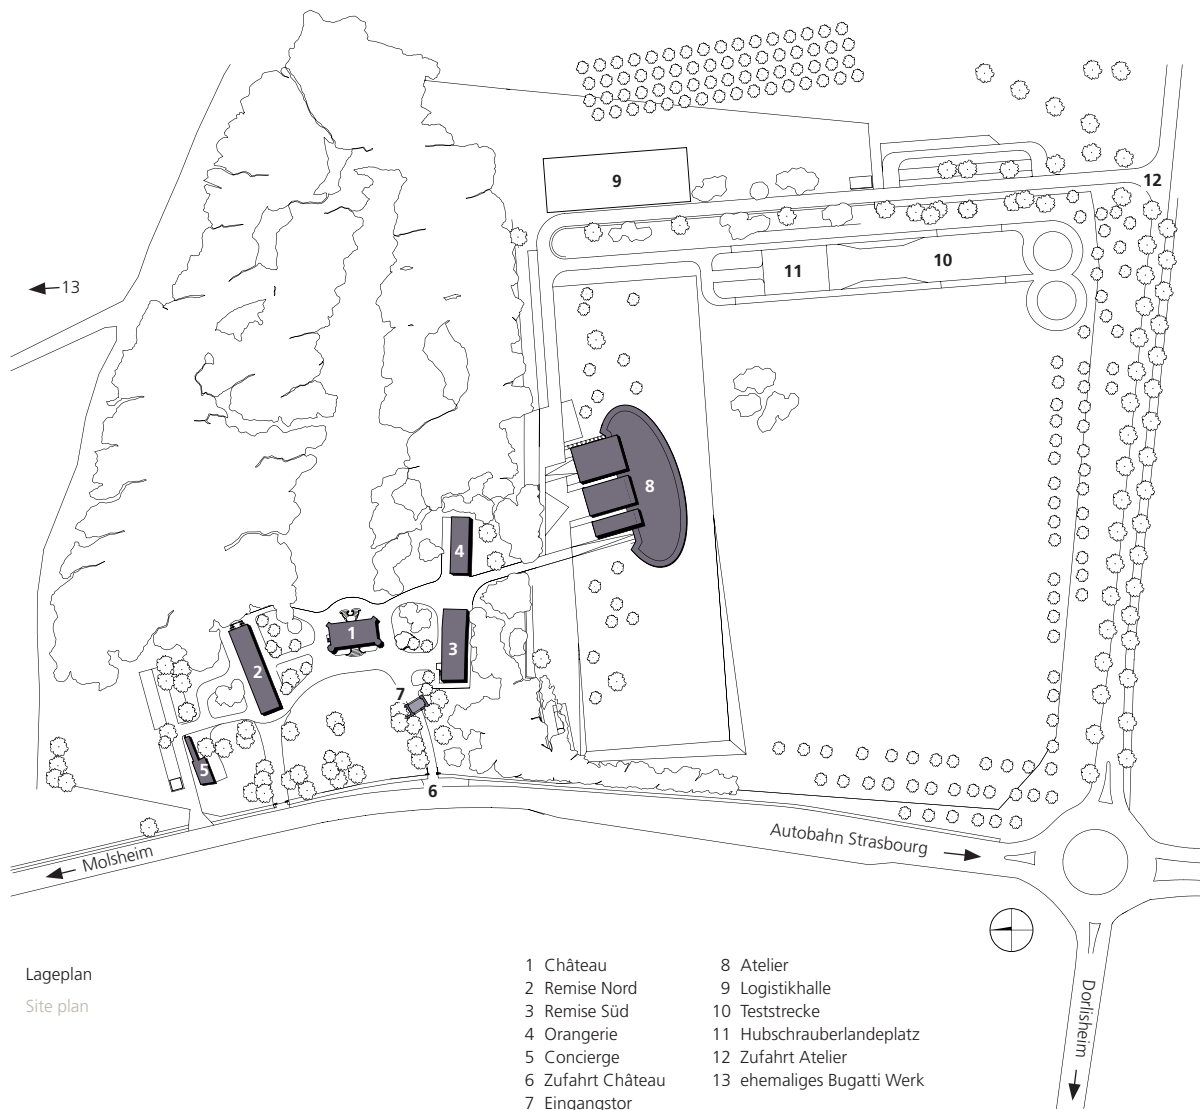 9
12
11
10
13
8
4
1
3
2
7
5
6
Autobahn Strasbourg
Molsheim
Dorlisheim
Lageplan
Site plan
1 Château
2 Remise Nord
3 Remise Süd
4 Orangerie
5 Concierge
6 Zufahrt Château
7 Eingangstor
8 Atelier
9 Logistikhalle
10 Teststrecke
11 Hubschrauberlandeplatz
12 Zufahrt Atelier
13 ehemaliges Bugatti Werk